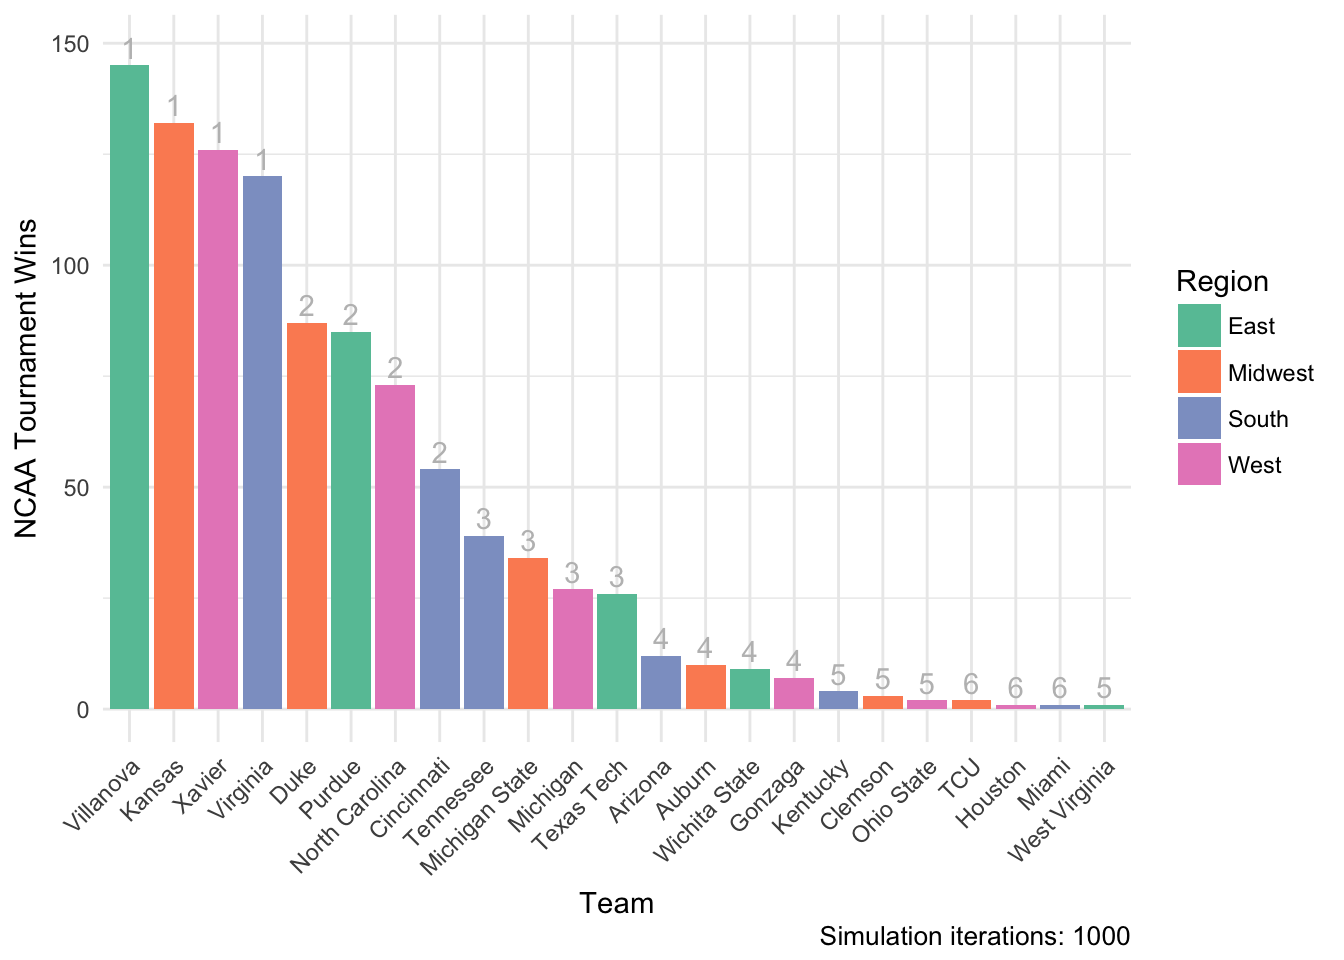 150
100
50
0
NCAA Tournament Wins
1
1
1
1
2
2
2
2
3
3
3
3
4
4
4
4
5
5
5
6
6
6
5
Villanova
Kansas
Xavier
Virginia
Duke
Purdue
North Carolina
Cincinnati
Tennessee
Michigan State
Michigan
Texas Tech
Arizona
Auburn
Wichita State
Gonzaga
Kentucky
Clemson
Ohio State
TCU
Houston
Miami
West Virginia
Team
Region
East
Midwest
South
West
Simulation iterations: 1000